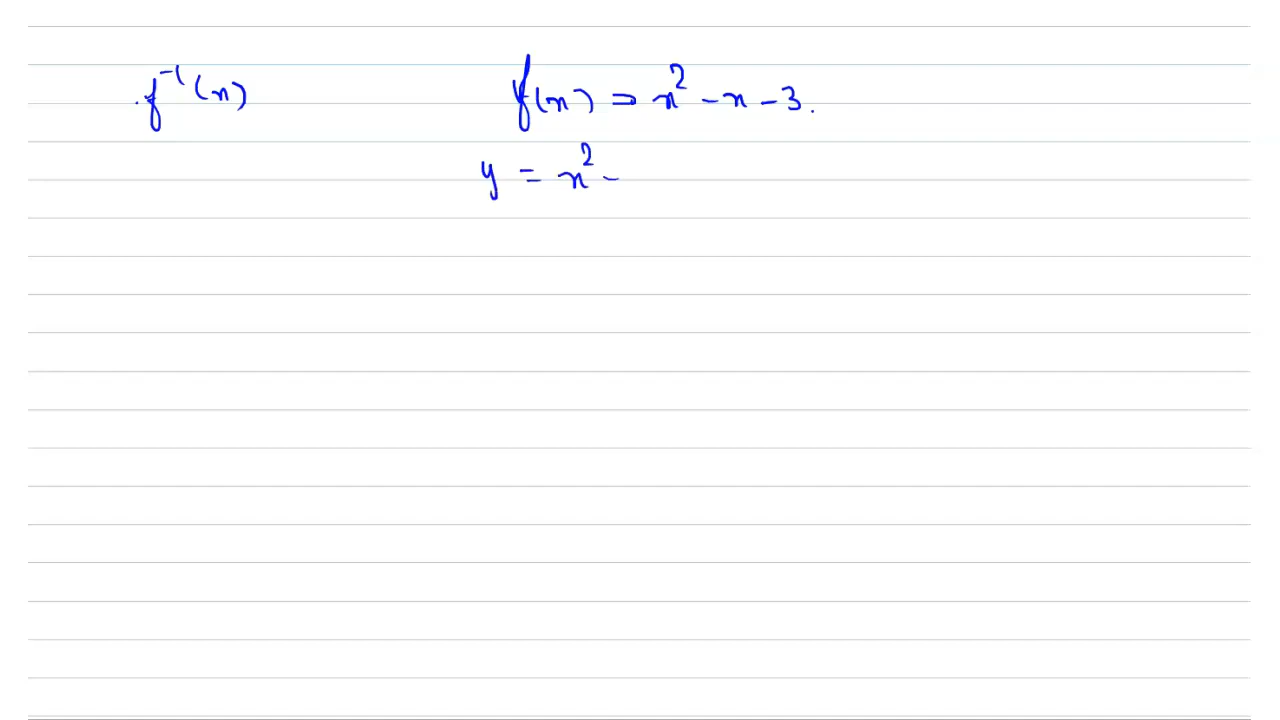 f⁻¹(x) f(x) ⇒ x² - x - 3.
y = x² -